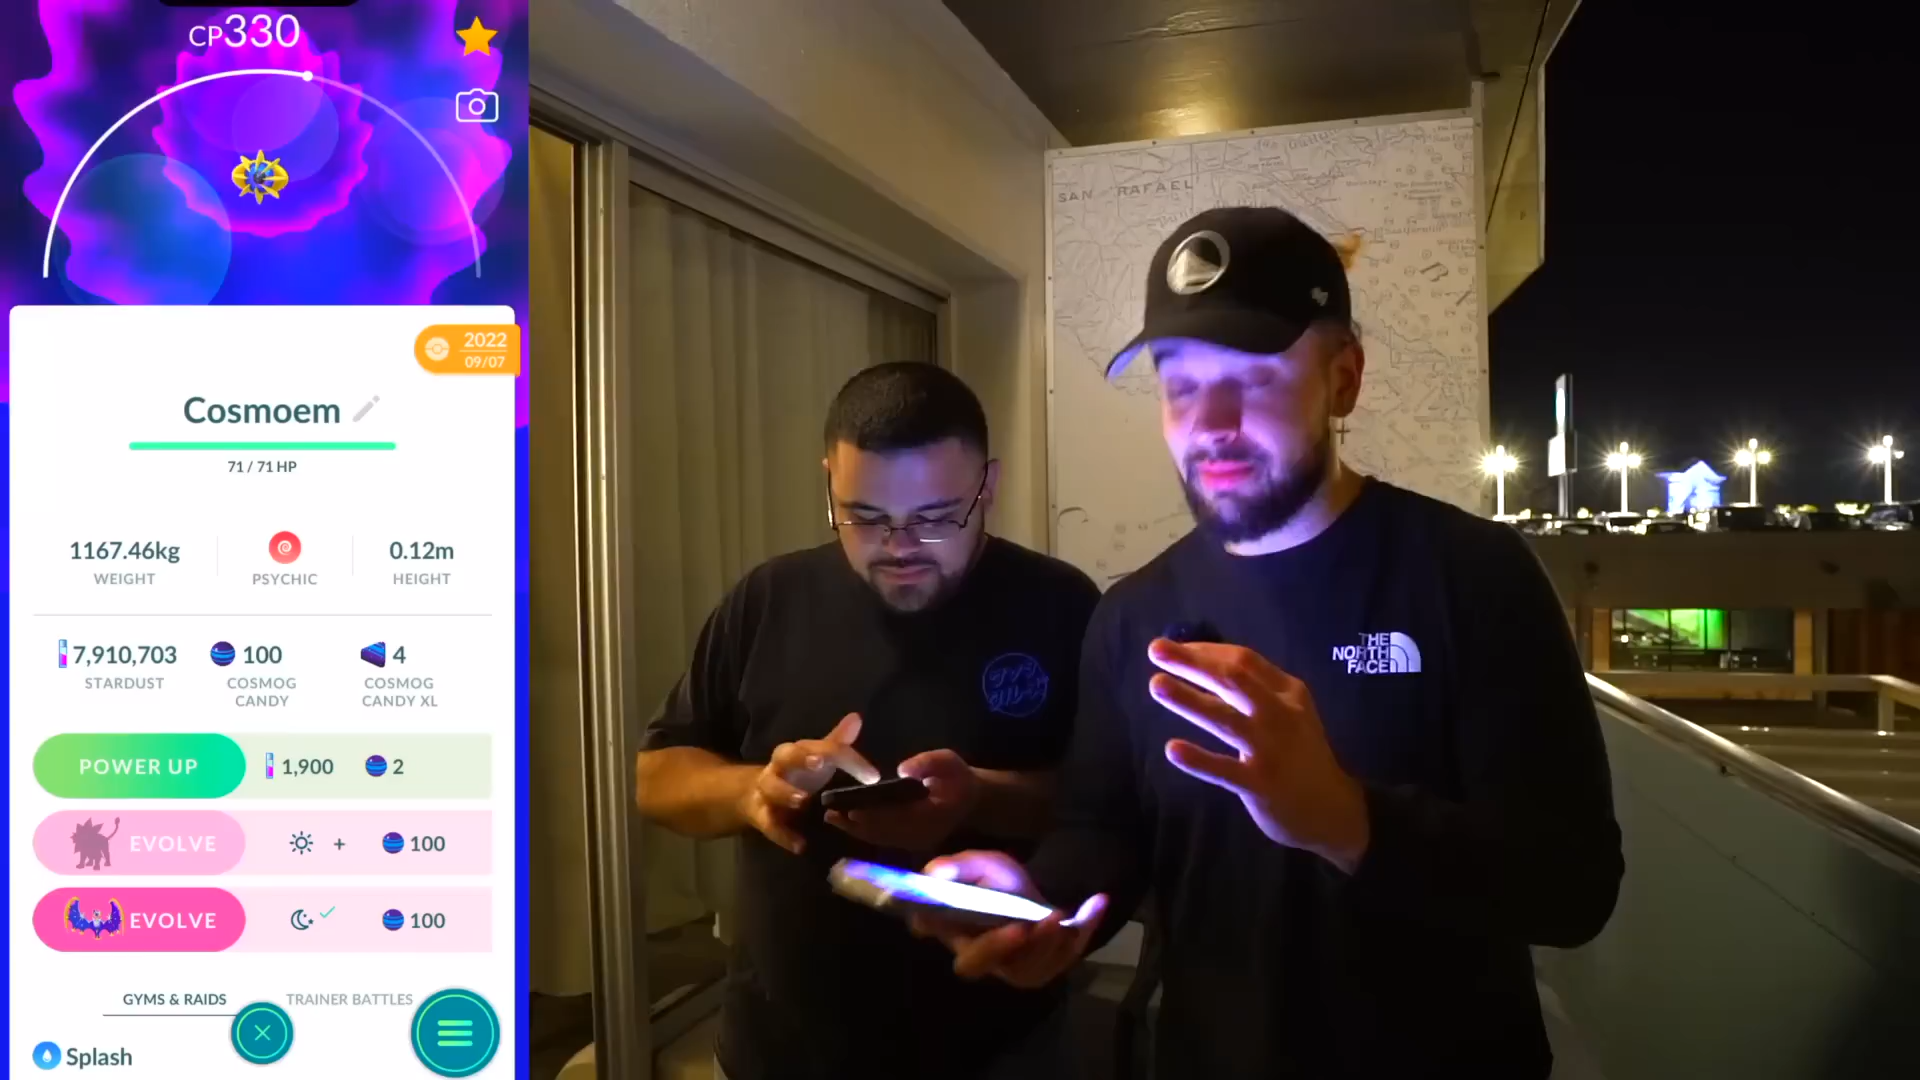 CP330
2022
09/07
Cosmoem
71 / 71 HP
1167.46kg
WEIGHT
PSYCHIC
0.12m
HEIGHT
7,910,703
STARDUST
100
COSMOG
CANDY
4
COSMOG
CANDY XL
POWER UP
1,900
2
EVOLVE
+
100
EVOLVE
100
GYMS & RAIDS
TRAINER BATTLES
Splash
SAN RAFAEL
THE
NORTH
FACE